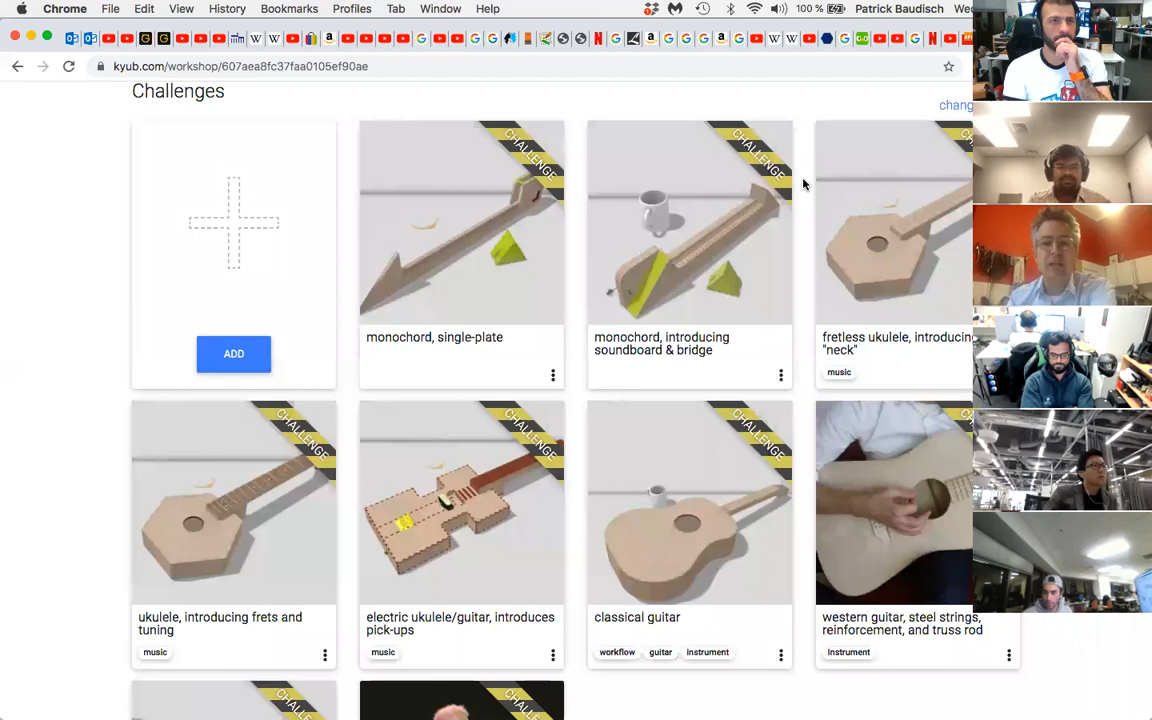 Chrome File Edit View History Bookmarks Profiles Tab Window Help 100 % Patrick Baudisch
kyub.com/workshop/607aea8fc37faa0105ef90ae
Challenges
chang
CHALLENGE
CHALLENGE
ADD
monochord, single-plate
monochord, introducing
soundboard & bridge
fretless ukulele, introducing
"neck"
music
CHALLENGE
CHALLENGE
CHALLENGE
ukulele, introducing frets and
tuning
music
electric ukulele/guitar, introduces
pick-ups
music
classical guitar
workflow guitar instrument
western guitar, steel strings,
reinforcement, and truss rod
Instrument